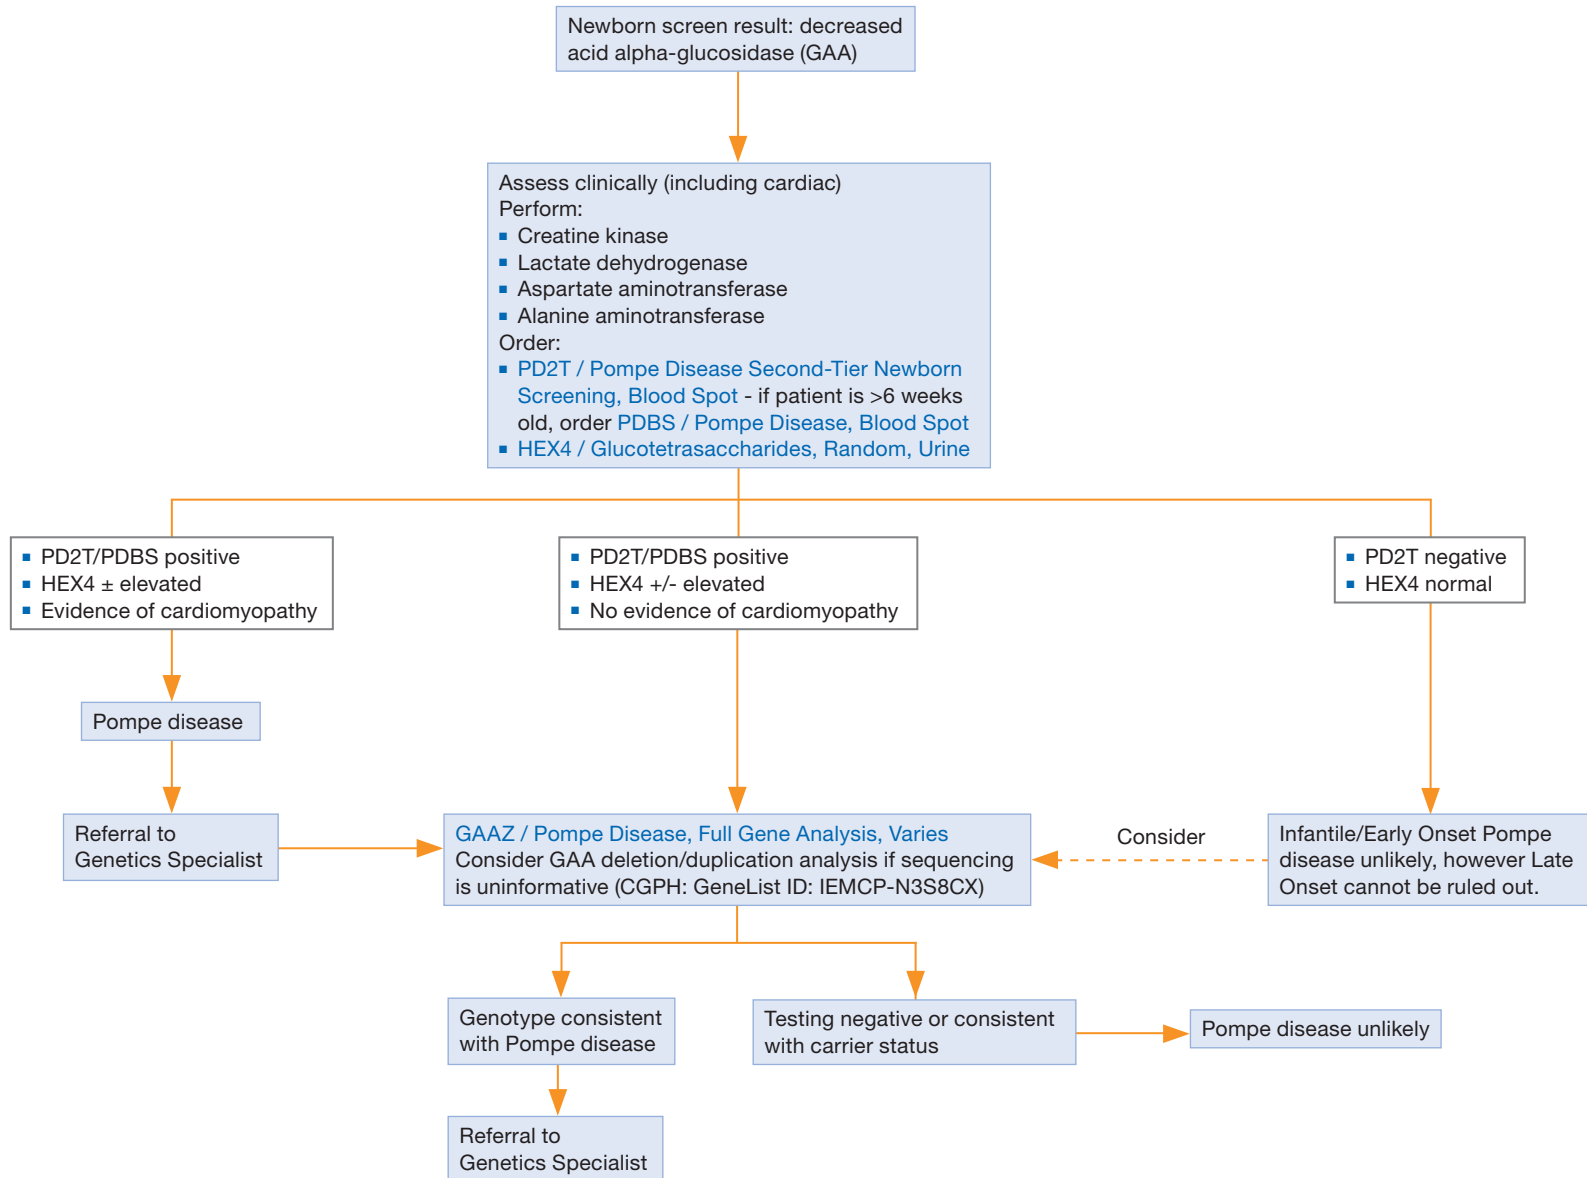 Newborn screen result: decreased
acid alpha-glucosidase (GAA)
Assess clinically (including cardiac)
Perform:
▪ Creatine kinase
▪ Lactate dehydrogenase
▪ Aspartate aminotransferase
▪ Alanine aminotransferase
Order:
▪ PD2T / Pompe Disease Second-Tier Newborn
Screening, Blood Spot - if patient is >6 weeks
old, order PDBS / Pompe Disease, Blood Spot
▪ HEX4 / Glucotetrasaccharides, Random, Urine
▪ PD2T/PDBS positive
▪ HEX4 ± elevated
▪ Evidence of cardiomyopathy
▪ PD2T/PDBS positive
▪ HEX4 +/- elevated
▪ No evidence of cardiomyopathy
▪ PD2T negative
▪ HEX4 normal
Pompe disease
Referral to
Genetics Specialist
GAAZ / Pompe Disease, Full Gene Analysis, Varies
Consider GAA deletion/duplication analysis if sequencing
is uninformative (CGPH: GeneList ID: IEMCP-N3S8CX)
Consider
Infantile/Early Onset Pompe
disease unlikely, however Late
Onset cannot be ruled out.
Genotype consistent
with Pompe disease
Testing negative or consistent
with carrier status
Pompe disease unlikely
Referral to
Genetics Specialist